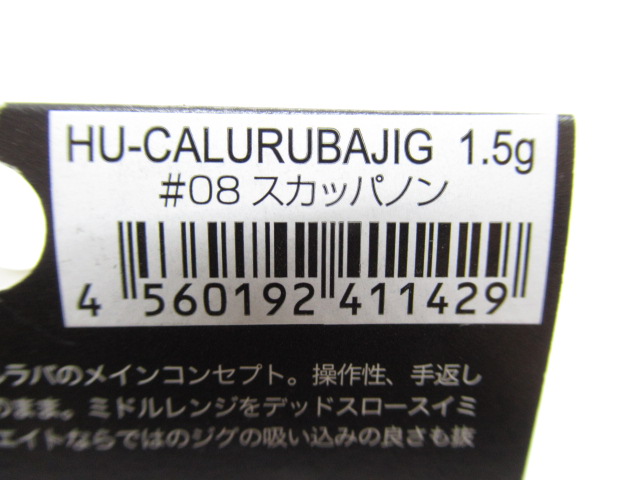 HU-CALURUBAJIG 1.5g
#08 スカッパノン
4 560192 411429
ルラバのメインコンセプト。操作性、手返し
のまま。ミドルレンジをデッドスロースイミ
エイトならではのジグの吸い込みの良さも抜